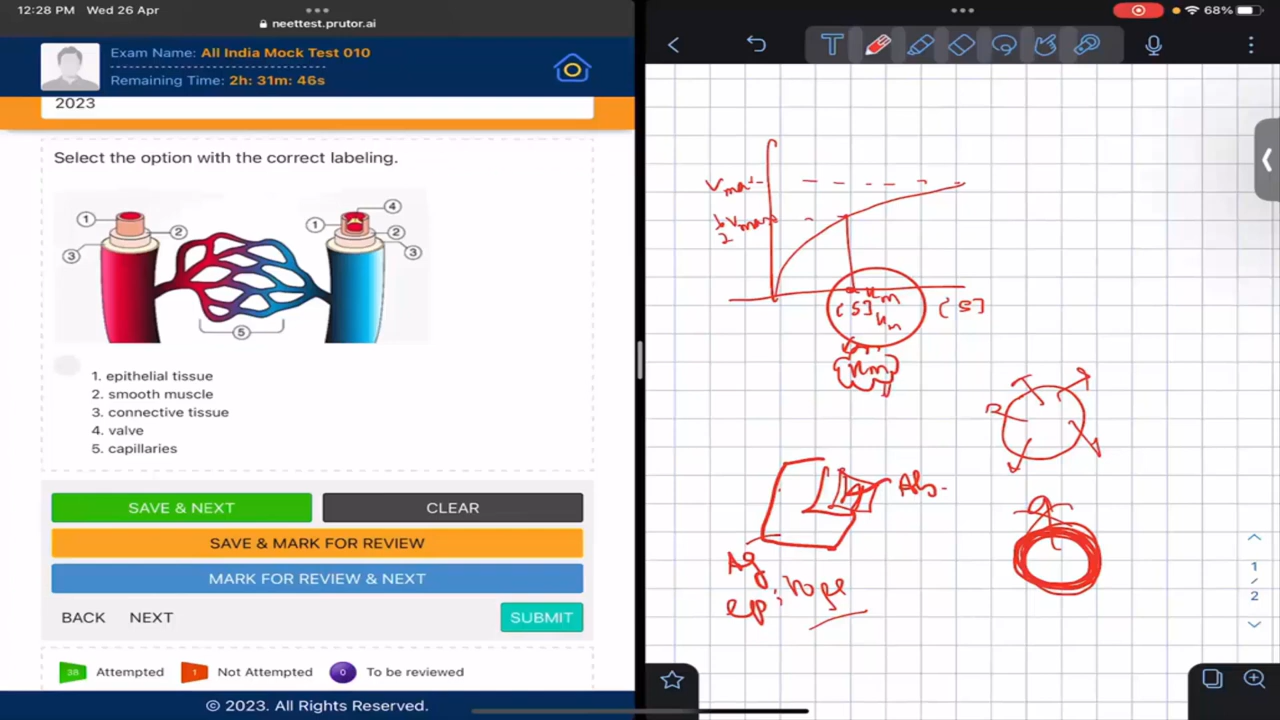 12:28 PM Wed 26 Apr
neettest.prutor.ai
68%
Exam Name: All India Mock Test 010
Remaining Time: 2h: 31m: 46s
2023
Select the option with the correct labeling.
1
2
3
4
1
2
3
5
1. epithelial tissue
2. smooth muscle
3. connective tissue
4. valve
5. capillaries
SAVE & NEXT
CLEAR
SAVE & MARK FOR REVIEW
MARK FOR REVIEW & NEXT
BACK
NEXT
SUBMIT
38
Attempted
1
Not Attempted
0
To be reviewed
© 2023. All Rights Reserved.
T
Vmax
1/2 Vmax
Km
[S]
Km
[S]
Km
Ab.
Ag
1
2